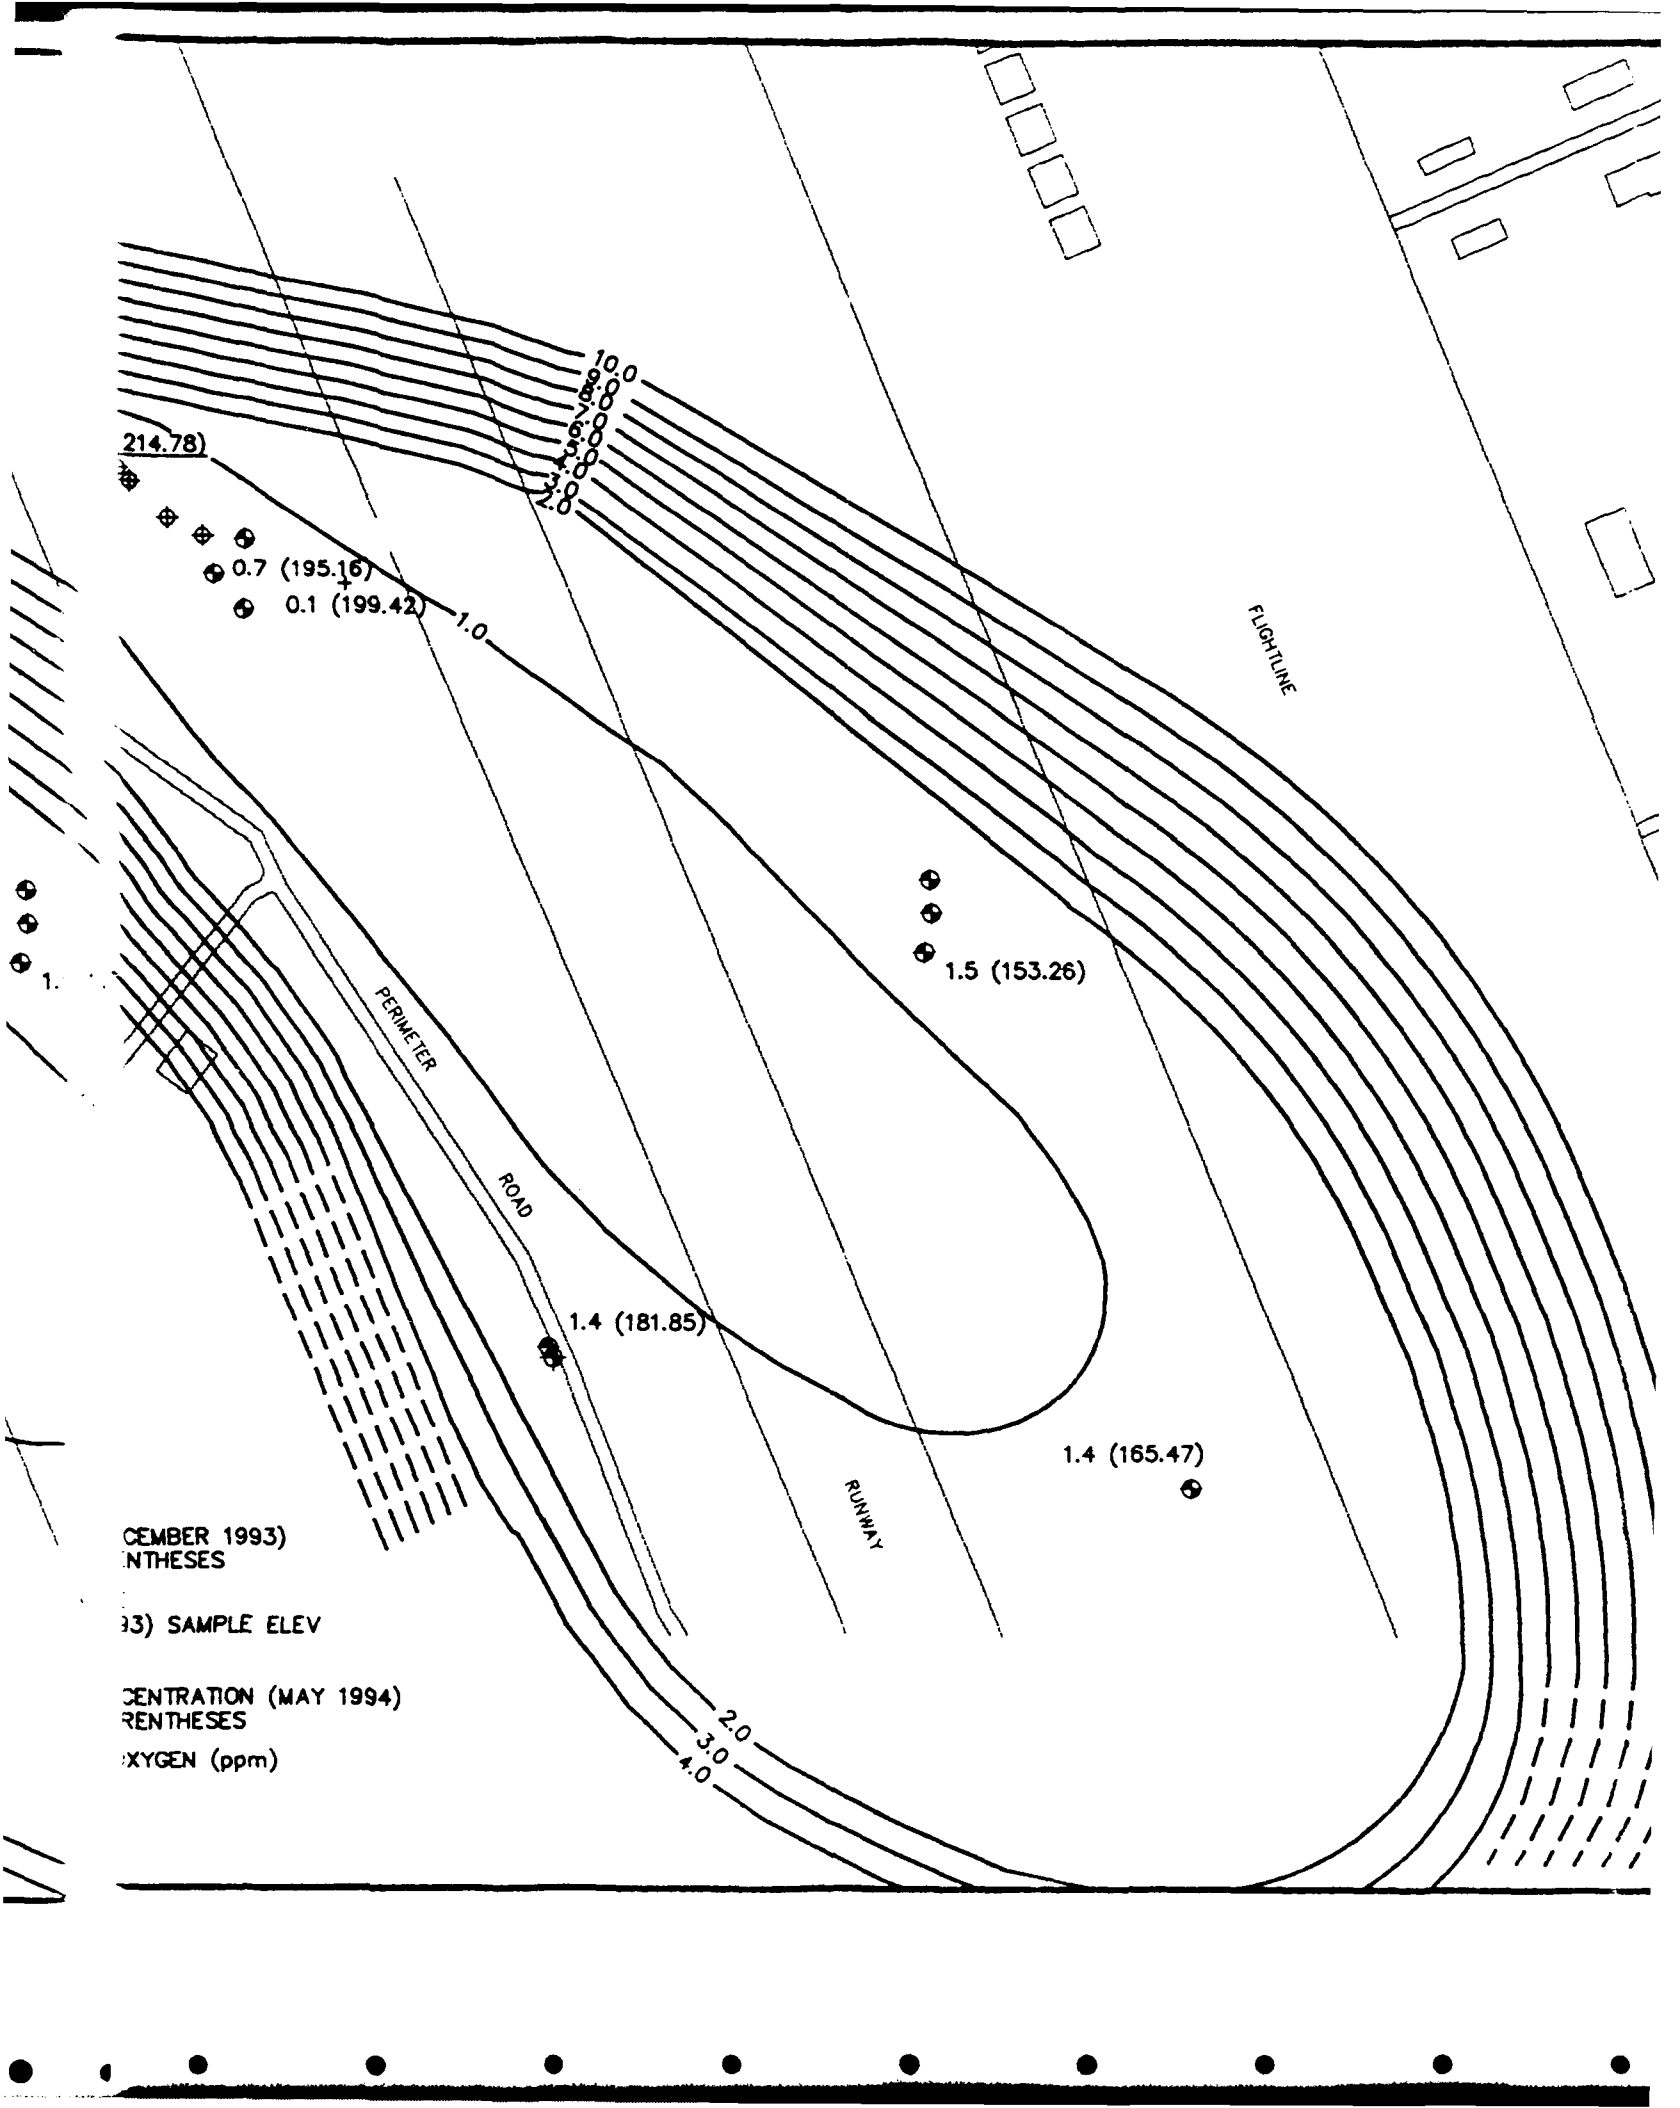 10.0
9.0
8.0
7.0
6.0
5.0
4.0
3.0
2.0
214.78)
0.7 (195.16)
0.1 (199.42)
1.0
FLIGHTLINE
1.5 (153.26)
1.
PERIMETER
ROAD
1.4 (181.85)
1.4 (165.47)
RUNWAY
CEMBER 1993)
NTHESES
93) SAMPLE ELEV
CENTRATION (MAY 1994)
RENTHESES
XYGEN (ppm)
2.0
3.0
4.0